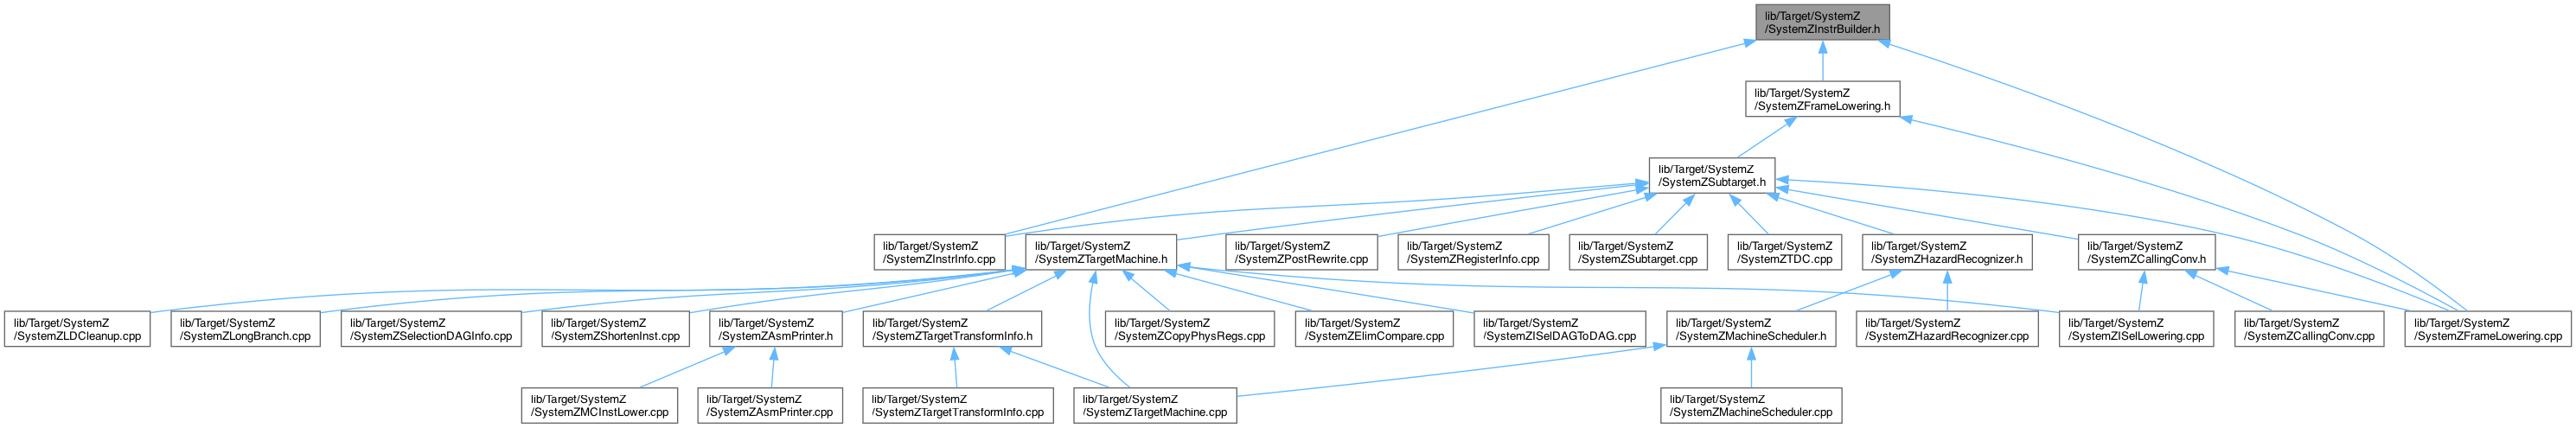 lib/Target/SystemZ
/SystemZInstrBuilder.h
lib/Target/SystemZ
/SystemZFrameLowering.h
lib/Target/SystemZ
/SystemZSubtarget.h
lib/Target/SystemZ
/SystemZInstrInfo.cpp
lib/Target/SystemZ
/SystemZTargetMachine.h
lib/Target/SystemZ
/SystemZPostRewrite.cpp
lib/Target/SystemZ
/SystemZRegisterInfo.cpp
lib/Target/SystemZ
/SystemZSubtarget.cpp
lib/Target/SystemZ
/SystemZTDC.cpp
lib/Target/SystemZ
/SystemZHazardRecognizer.h
lib/Target/SystemZ
/SystemZCallingConv.h
lib/Target/SystemZ
/SystemZLDCleanup.cpp
lib/Target/SystemZ
/SystemZLongBranch.cpp
lib/Target/SystemZ
/SystemZSelectionDAGInfo.cpp
lib/Target/SystemZ
/SystemZShortenInst.cpp
lib/Target/SystemZ
/SystemZAsmPrinter.h
lib/Target/SystemZ
/SystemZTargetTransformInfo.h
lib/Target/SystemZ
/SystemZCopyPhysRegs.cpp
lib/Target/SystemZ
/SystemZElimCompare.cpp
lib/Target/SystemZ
/SystemZISelDAGToDAG.cpp
lib/Target/SystemZ
/SystemZMachineScheduler.h
lib/Target/SystemZ
/SystemZHazardRecognizer.cpp
lib/Target/SystemZ
/SystemZISelLowering.cpp
lib/Target/SystemZ
/SystemZCallingConv.cpp
lib/Target/SystemZ
/SystemZFrameLowering.cpp
lib/Target/SystemZ
/SystemZMCInstLower.cpp
lib/Target/SystemZ
/SystemZAsmPrinter.cpp
lib/Target/SystemZ
/SystemZTargetTransformInfo.cpp
lib/Target/SystemZ
/SystemZTargetMachine.cpp
lib/Target/SystemZ
/SystemZMachineScheduler.cpp